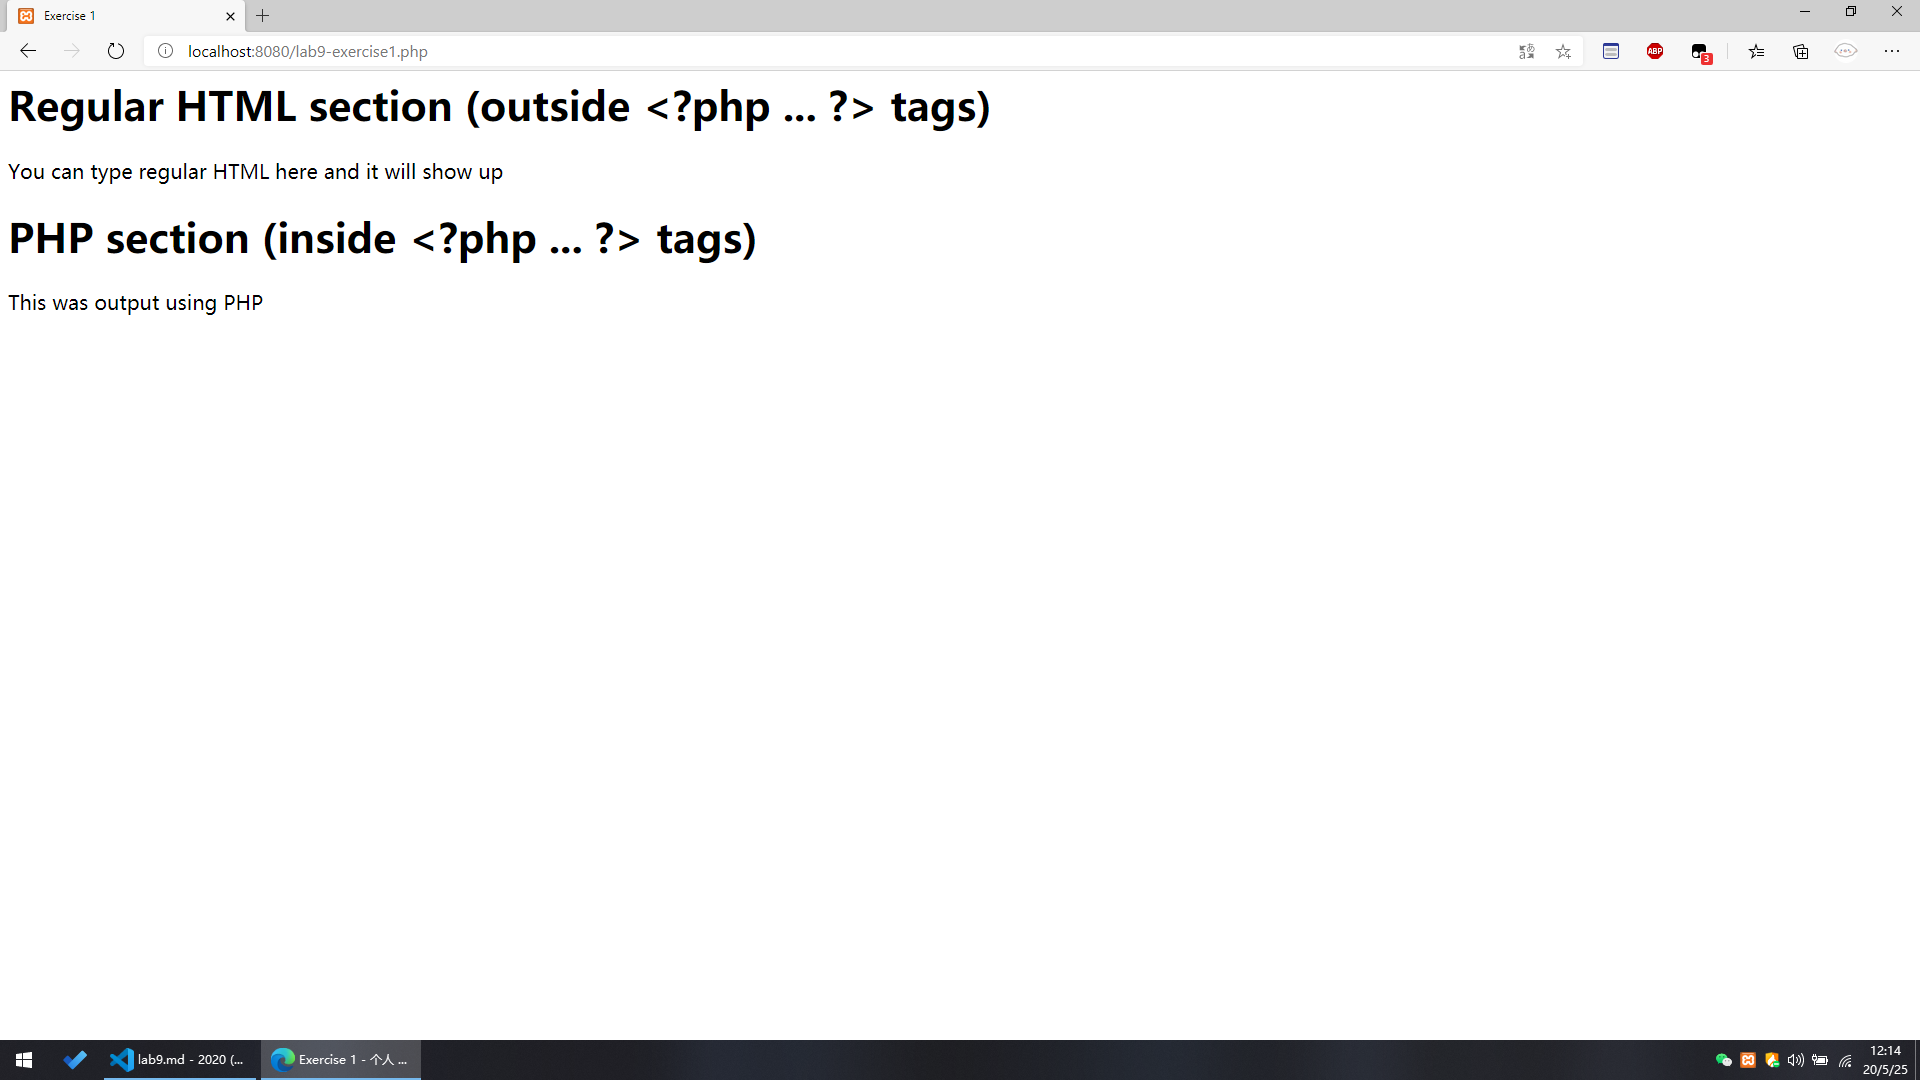 Exercise 1
localhost:8080/lab9-exercise1.php
ABP
3
Regular HTML section (outside <?php ... ?> tags)
You can type regular HTML here and it will show up
PHP section (inside <?php ... ?> tags)
This was output using PHP
lab9.md - 2020 (...
Exercise 1 - 个人 ...
12:14
20/5/25